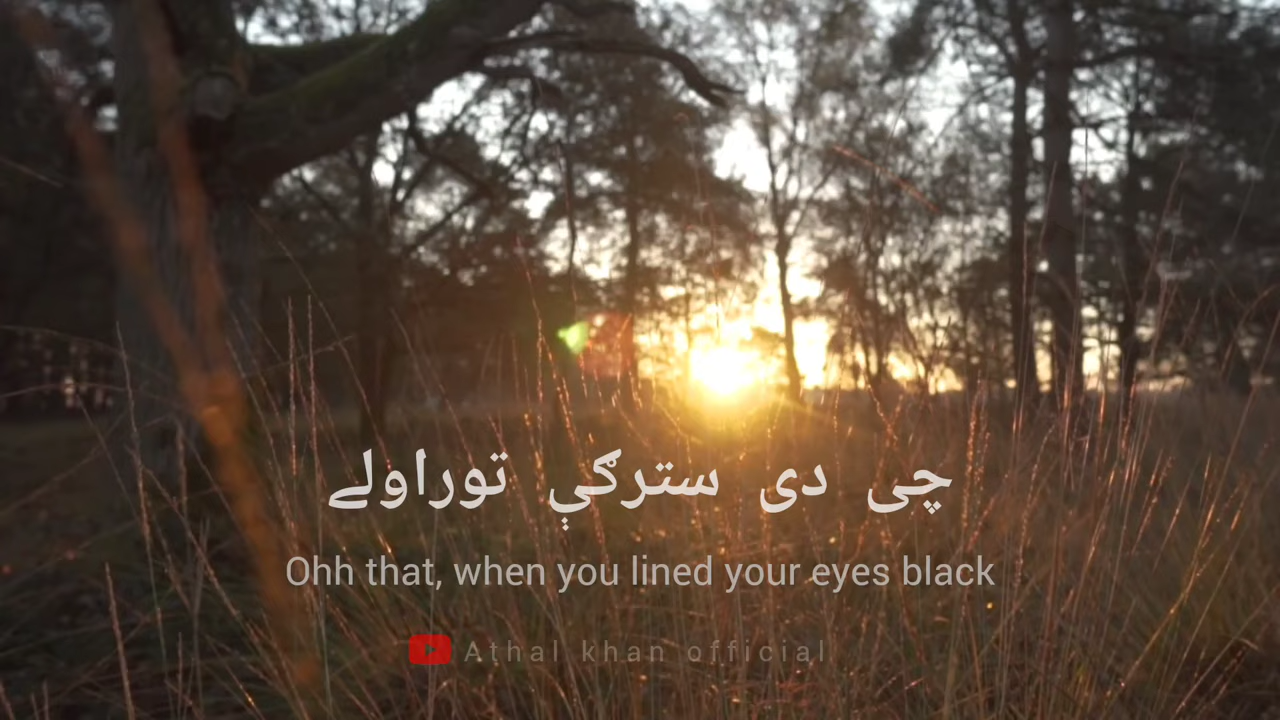 چی دی سترګې توراولے
Ohh that, when you lined your eyes black
Athal khan official